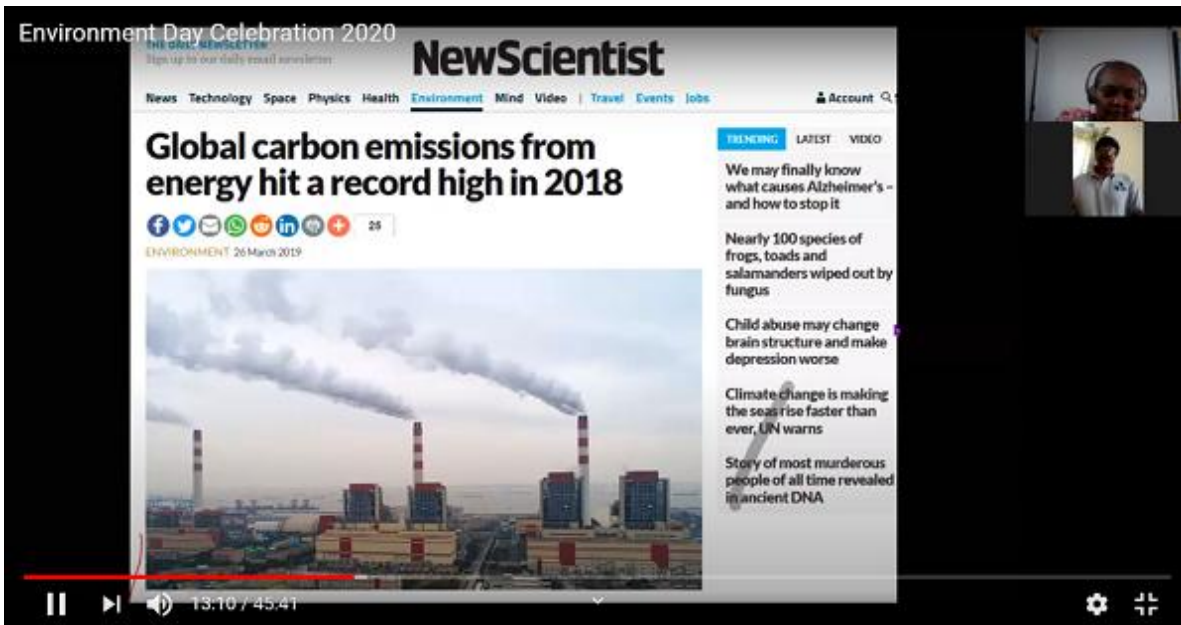 Environment Day Celebration 2020
THE DAILY NEWSLETTER
Sign up to our daily email newsletter
NewScientist
News Technology Space Physics Health Environment Mind Video | Travel Events Jobs
Account
Global carbon emissions from
energy hit a record high in 2018
25
ENVIRONMENT 26 March 2019
TRENDING LATEST VIDEO
We may finally know
what causes Alzheimer's –
and how to stop it
Nearly 100 species of
frogs, toads and
salamanders wiped out by
fungus
Child abuse may change
brain structure and make
depression worse
Climate change is making
the seas rise faster than
ever, UN warns
Story of most murderous
people of all time revealed
in ancient DNA
13:10 / 45:41